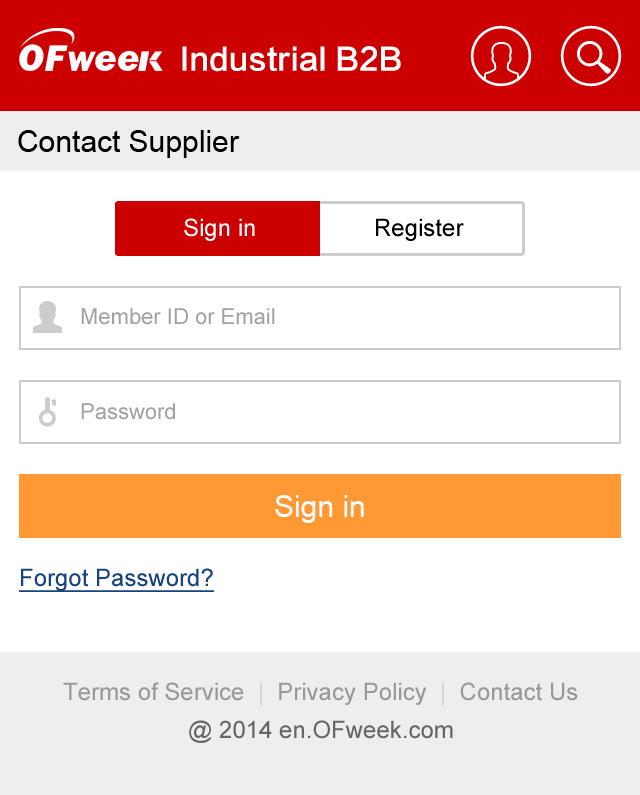 OFweek Industrial B2B
Contact Supplier
Sign in Register
Member ID or Email
Password
Sign in
Forgot Password?
Terms of Service | Privacy Policy | Contact Us
@ 2014 en.OFweek.com